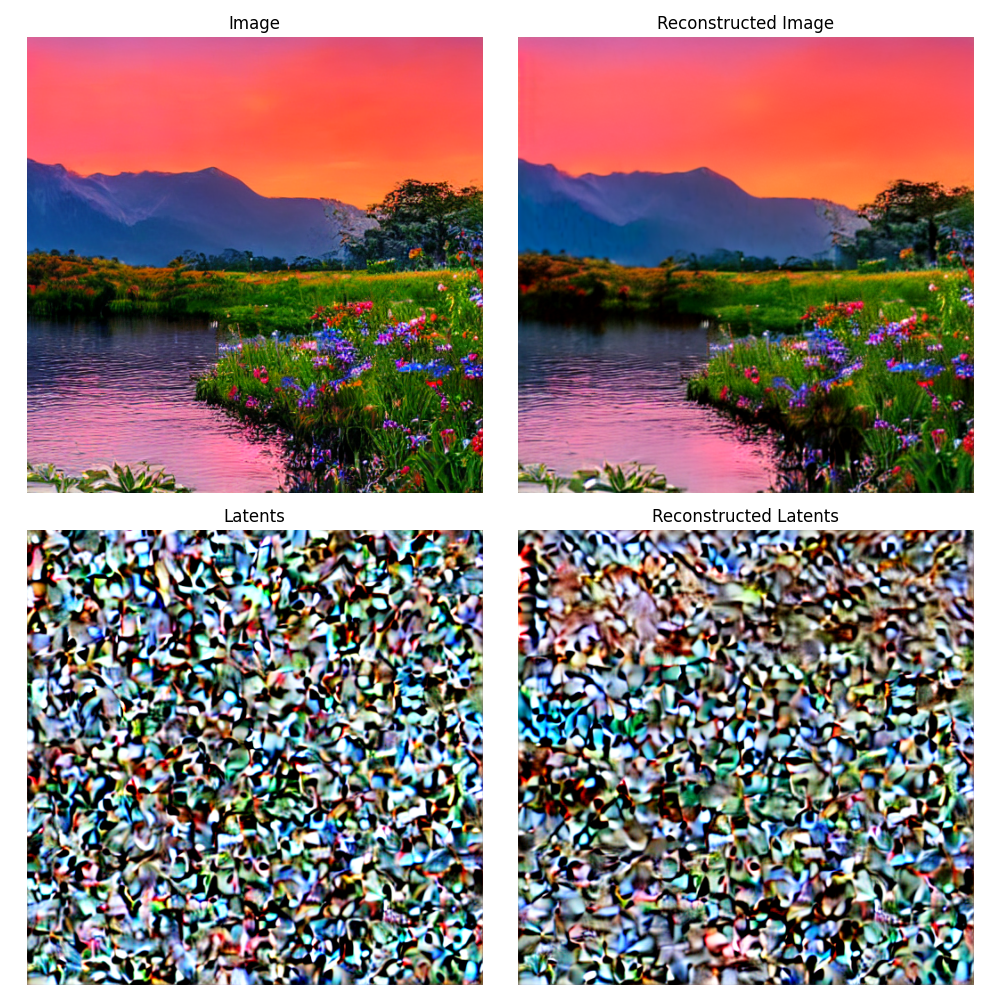 Image
Reconstructed Image
Latents
Reconstructed Latents